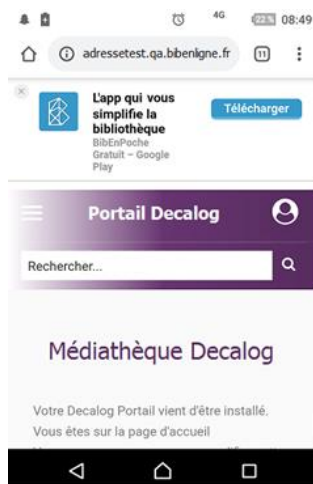 4G 22% 08:49
adressetest.qa.bibenligne.fr 11
L'app qui vous
simplifie la
bibliothèque
BibEnPoche
Gratuit – Google
Play
Télécharger
Portail Decalog
Rechercher...
Médiathèque Decalog
Votre Decalog Portail vient d'être installé.
Vous êtes sur la page d'accueil